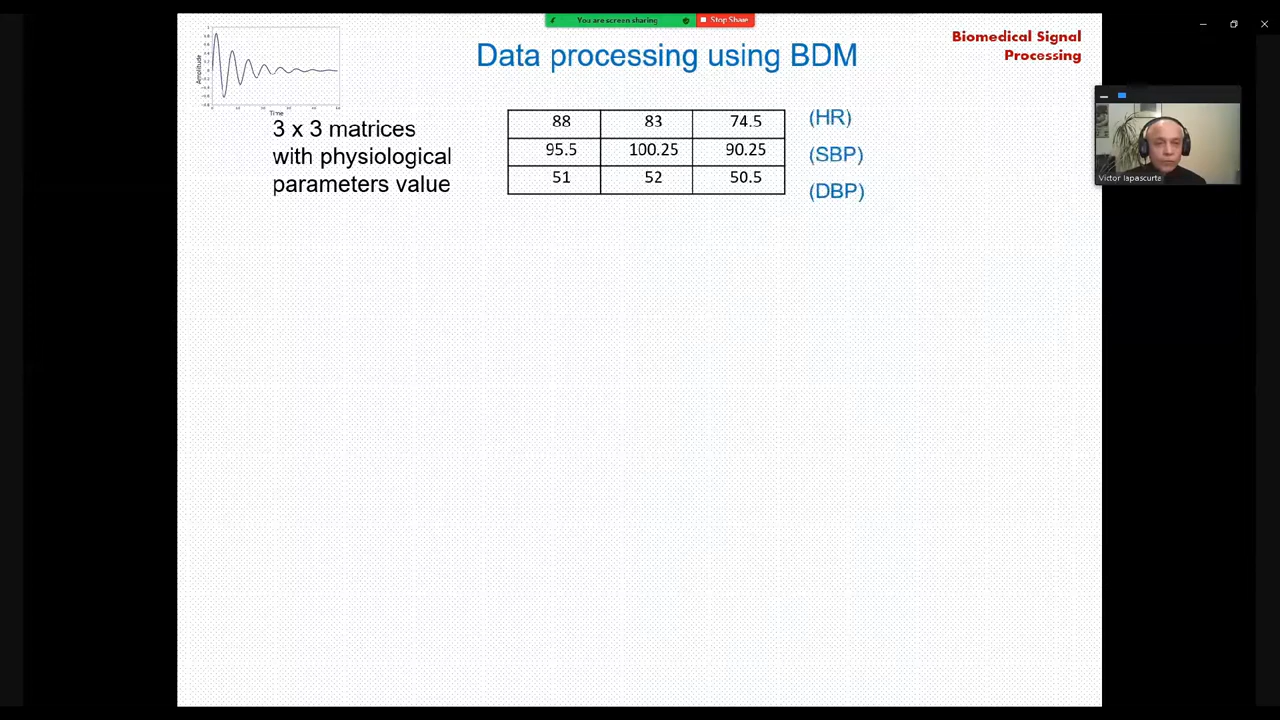 You are screen sharing
Stop Share
Data processing using BDM
Biomedical Signal
Processing
Amplitude
Time
3 x 3 matrices
with physiological
parameters value
88 83 74.5 (HR)
95.5 100.25 90.25 (SBP)
51 52 50.5 (DBP)
Victor Iapascurta